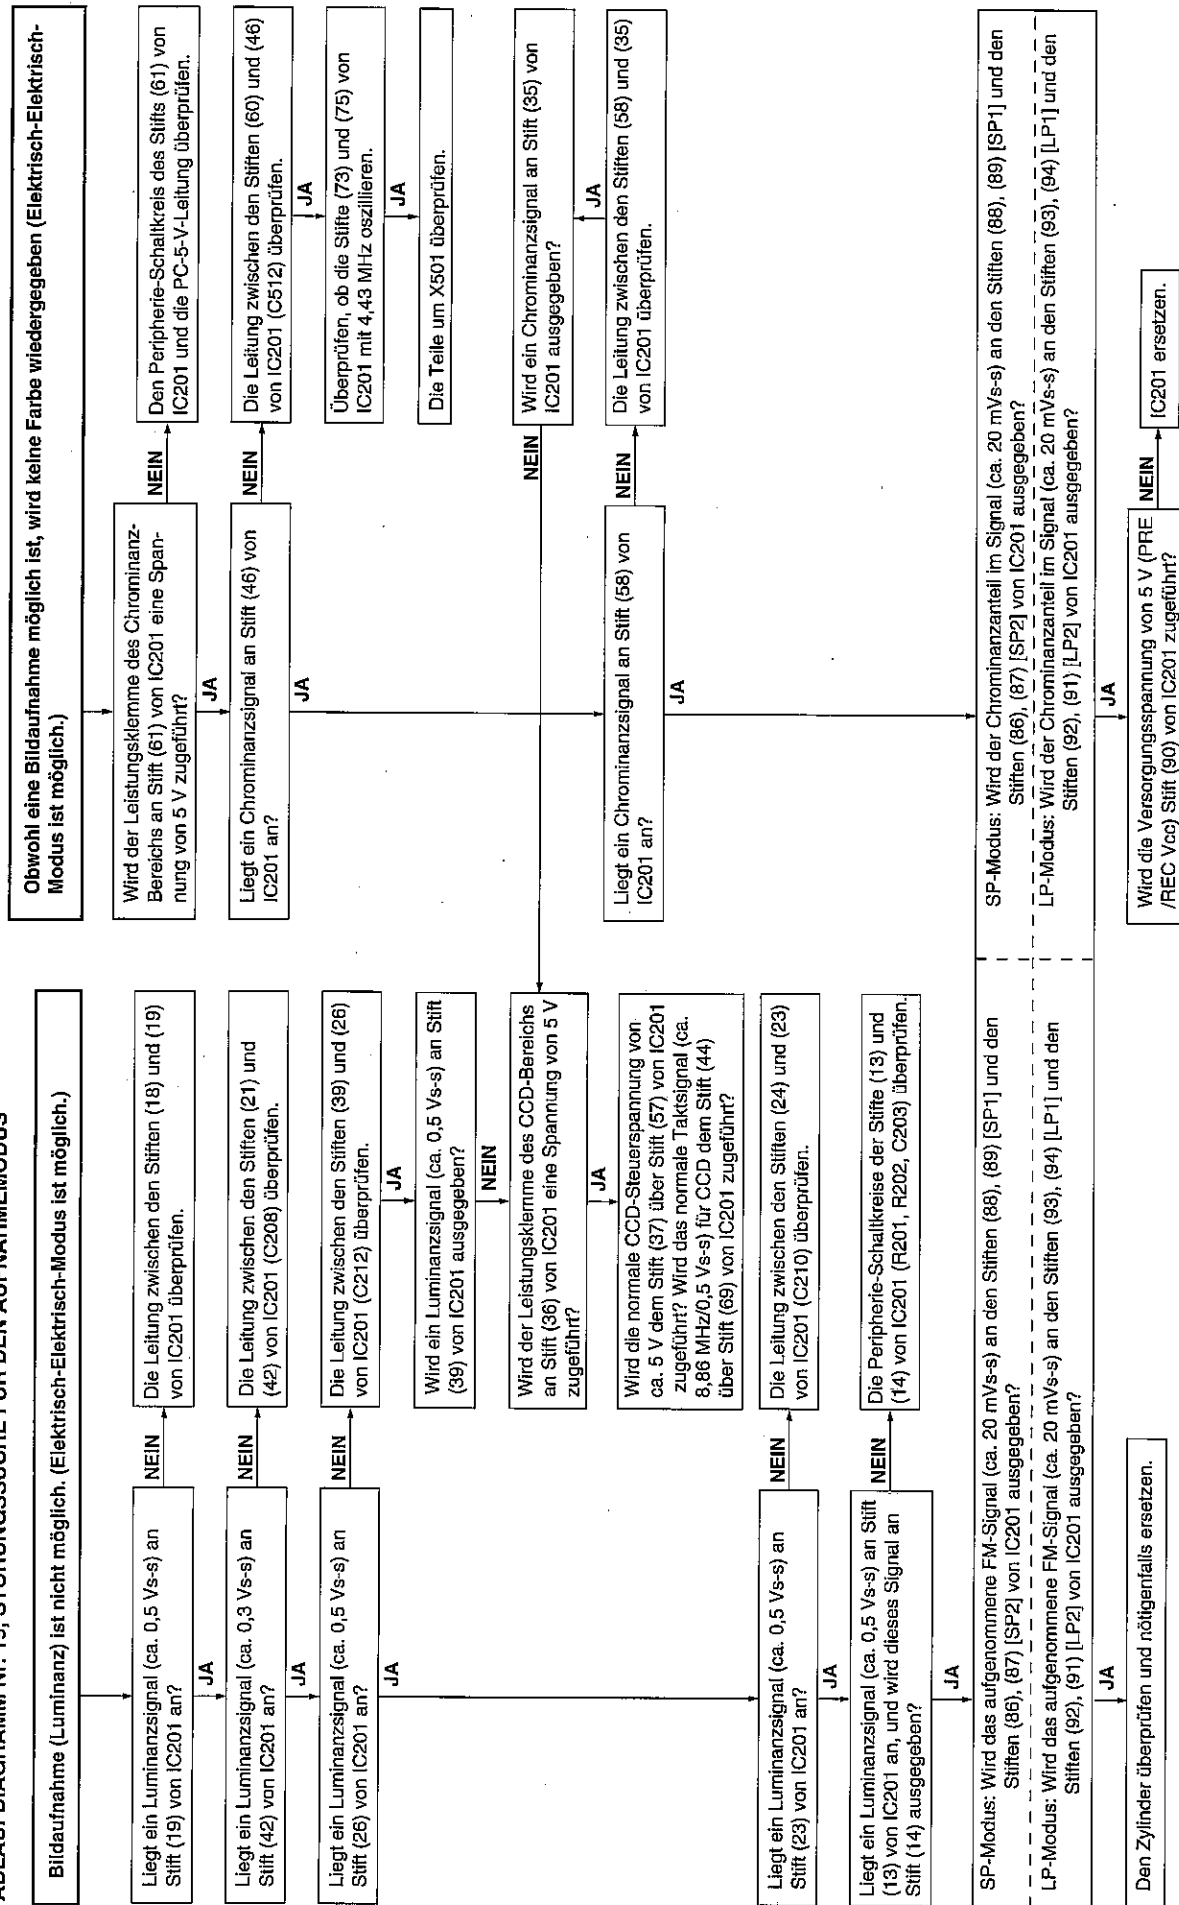 Bildaufnahme (Luminanz) ist nicht möglich. (Elektrisch-Elektrisch-Modus ist möglich.)
Liegt ein Luminanzsignal (ca. 0,5 Vs-s) an
Stift (19) von IC201 an?
NEIN
Die Leitung zwischen den Stiften (18) und (19)
von IC201 überprüfen.
JA
Liegt ein Luminanzsignal (ca. 0,3 Vs-s) an
Stift (42) von IC201 an?
NEIN
Die Leitung zwischen den Stiften (21) und
(42) von IC201 (C208) überprüfen.
JA
Liegt ein Luminanzsignal (ca. 0,5 Vs-s) an
Stift (26) von IC201 an?
NEIN
Die Leitung zwischen den Stiften (39) und (26)
von IC201 (C212) überprüfen.
JA
JA
Wird ein Luminanzsignal (ca. 0,5 Vs-s) an Stift
(39) von IC201 ausgegeben?
NEIN
Wird der Leistungsklemme des CCD-Bereichs
an Stift (36) von IC201 eine Spannung von 5 V
zugeführt?
JA
Wird die normale CCD-Steuerspannung von
ca. 5 V dem Stift (37) über Stift (57) von IC201
zugeführt? Wird das normale Taktsignal (ca.
8,86 MHz/0,5 Vs-s) für CCD dem Stift (44)
über Stift (69) von IC201 zugeführt?
Liegt ein Luminanzsignal (ca. 0,5 Vs-s) an
Stift (23) von IC201 an?
NEIN
Die Leitung zwischen den Stiften (24) und (23)
von IC201 (C210) überprüfen.
JA
Liegt ein Luminanzsignal (ca. 0,5 Vs-s) an Stift
(13) von IC201 an, und wird dieses Signal an
Stift (14) ausgegeben?
NEIN
Die Peripherie-Schaltkreise der Stifte (13) und
(14) von IC201 (R201, R202, C203) überprüfen.
JA
SP-Modus: Wird das aufgenommene FM-Signal (ca. 20 mVs-s) an den Stiften (88), (89) [SP1] und den
Stiften (86), (87) [SP2] von IC201 ausgegeben?
LP-Modus: Wird das aufgenommene FM-Signal (ca. 20 mVs-s) an den Stiften (93), (94) [LP1] und den
Stiften (92), (91) [LP2] von IC201 ausgegeben?
JA
Den Zylinder überprüfen und nötigenfalls ersetzen.
Obwohl eine Bildaufnahme möglich ist, wird keine Farbe wiedergegeben (Elektrisch-Elektrisch-
Modus ist möglich.)
Wird der Leistungsklemme des Chrominanz-
Bereichs an Stift (61) von IC201 eine Span-
nung von 5 V zugeführt?
NEIN
Den Peripherie-Schaltkreis des Stifts (61) von
IC201 und die PC-5-V-Leitung überprüfen.
JA
Liegt ein Chrominanzsignal an Stift (46) von
IC201 an?
NEIN
Die Leitung zwischen den Stiften (60) und (46)
von IC201 (C512) überprüfen.
JA
JA
Überprüfen, ob die Stifte (73) und (75) von
IC201 mit 4,43 MHz oszillieren.
JA
Die Teile um X501 überprüfen.
Wird ein Chrominanzsignal an Stift (35) von
IC201 ausgegeben?
NEIN
JA
Liegt ein Chrominanzsignal an Stift (58) von
IC201 an?
NEIN
Die Leitung zwischen den Stiften (58) und (35)
von IC201 überprüfen.
JA
SP-Modus: Wird der Chrominanzanteil im Signal (ca. 20 mVs-s) an den Stiften (88), (89) [SP1] und den
Stiften (86), (87) [SP2] von IC201 ausgegeben?
LP-Modus: Wird der Chrominanzanteil im Signal (ca. 20 mVs-s) an den Stiften (93), (94) [LP1] und den
Stiften (92), (91) [LP2] von IC201 ausgegeben?
JA
Wird die Versorgungsspannung von 5 V (PRE
/REC Vcc) Stift (90) von IC201 zugeführt?
NEIN
IC201 ersetzen.